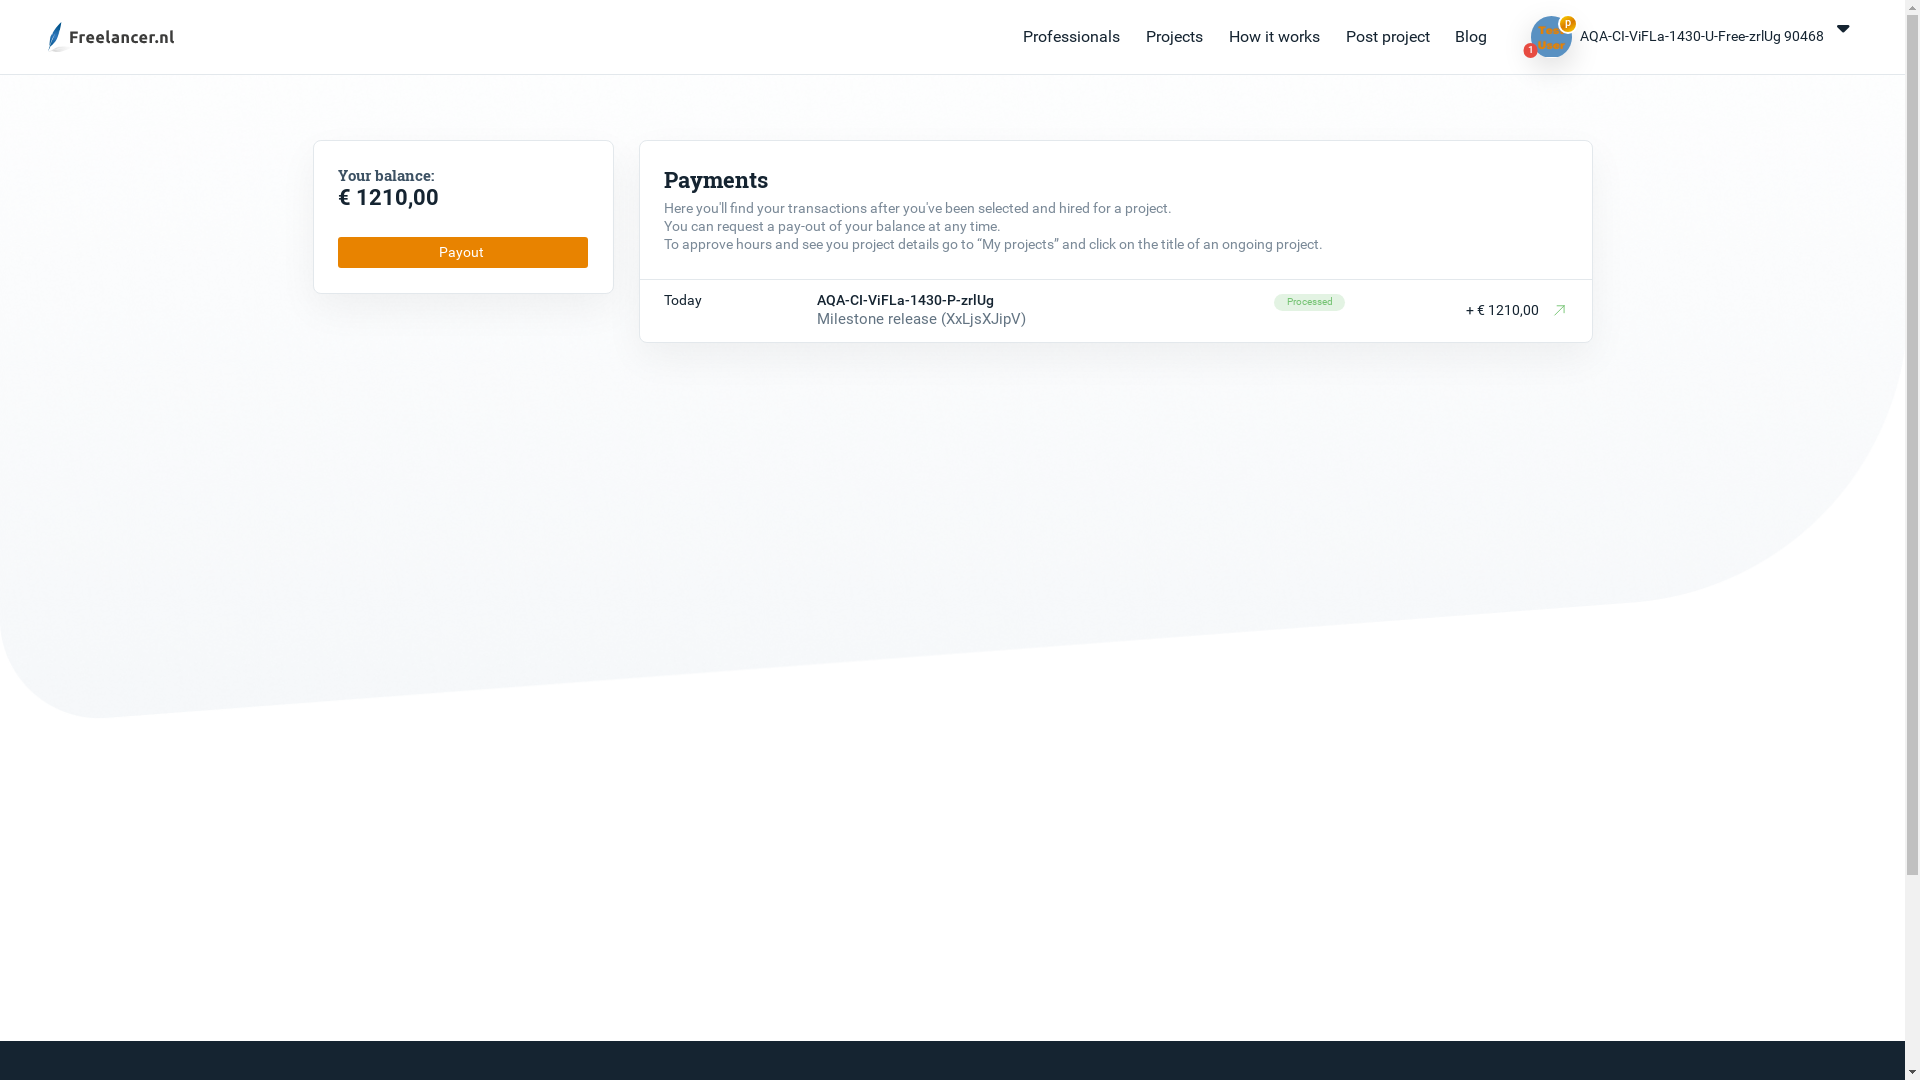 Freelancer.nl
Professionals
Projects
How it works
Post project
Blog
p
Test
User
1
AQA-CI-ViFLa-1430-U-Free-zrlUg 90468
Your balance:
€ 1210,00
Payout
Payments
Here you'll find your transactions after you've been selected and hired for a project.
You can request a pay-out of your balance at any time.
To approve hours and see you project details go to “My projects” and click on the title of an ongoing project.
Today
AQA-CI-ViFLa-1430-P-zrlUg
Milestone release (XxLjsXJipV)
Processed
+ € 1210,00